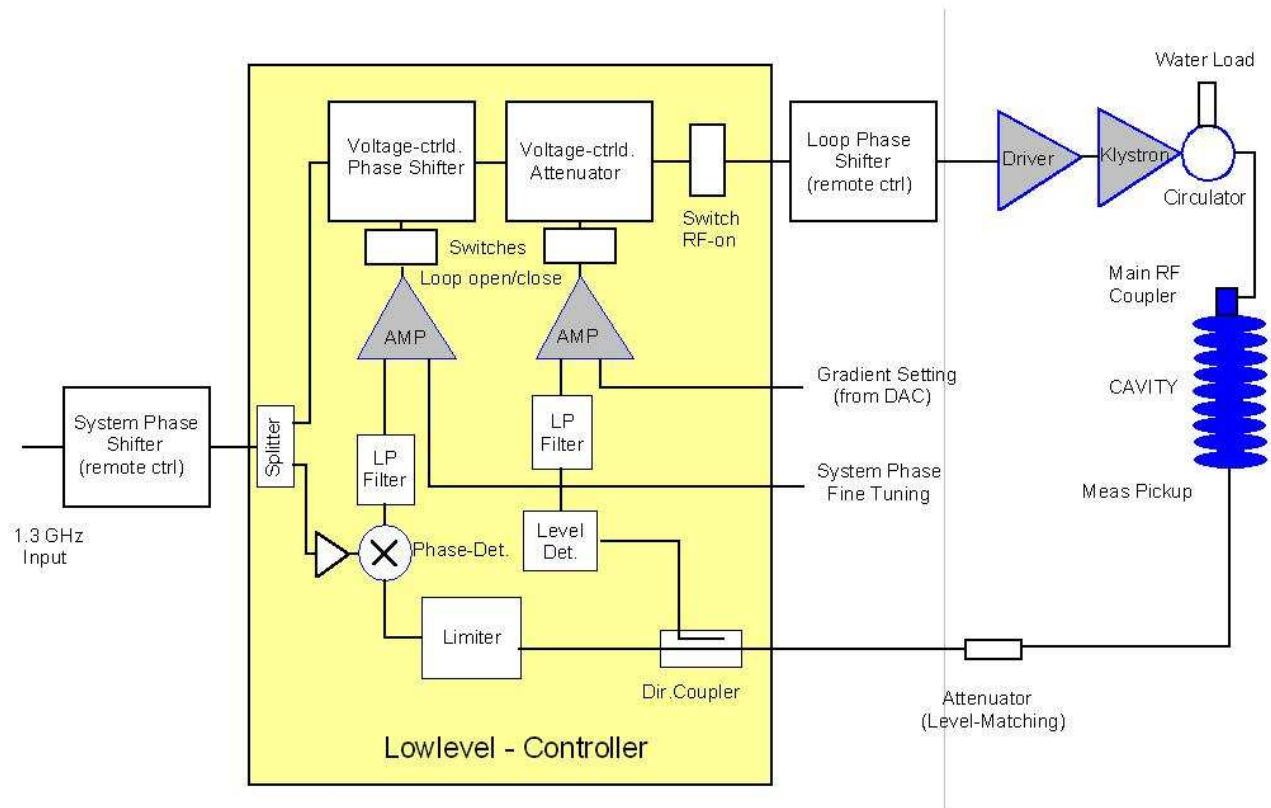 Water Load
Voltage-ctrld.
Phase Shifter
Voltage-ctrld.
Attenuator
Loop Phase
Shifter
(remote ctrl)
Driver
Klystron
Circulator
Switch
RF-on
Switches
Loop open/close
Main RF
Coupler
AMP
AMP
Gradient Setting
(from DAC)
CAVITY
System Phase
Shifter
(remote ctrl)
Splitter
LP
Filter
LP
Filter
System Phase
Fine Tuning
Meas Pickup
1.3 GHz
Input
Phase-Det.
Level
Det.
Limiter
Dir.Coupler
Attenuator
(Level-Matching)
Lowlevel - Controller